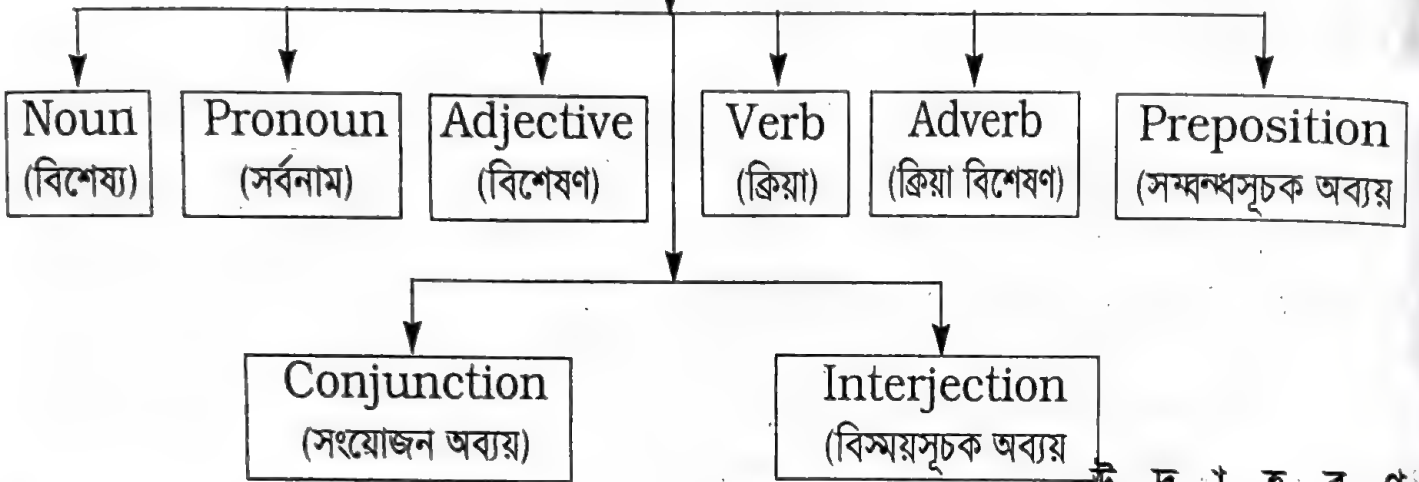 Noun Pronoun Adjective Verb Adverb Preposition
(বিশেষ্য) (সর্বনাম) (বিশেষণ) (ক্রিয়া) (ক্রিয়া বিশেষণ) (সম্বন্ধসূচক অব্যয়
Conjunction Interjection
(সংযোজন অব্যয়) (বিস্ময়সূচক অব্যয়
উ দা হ র ণ